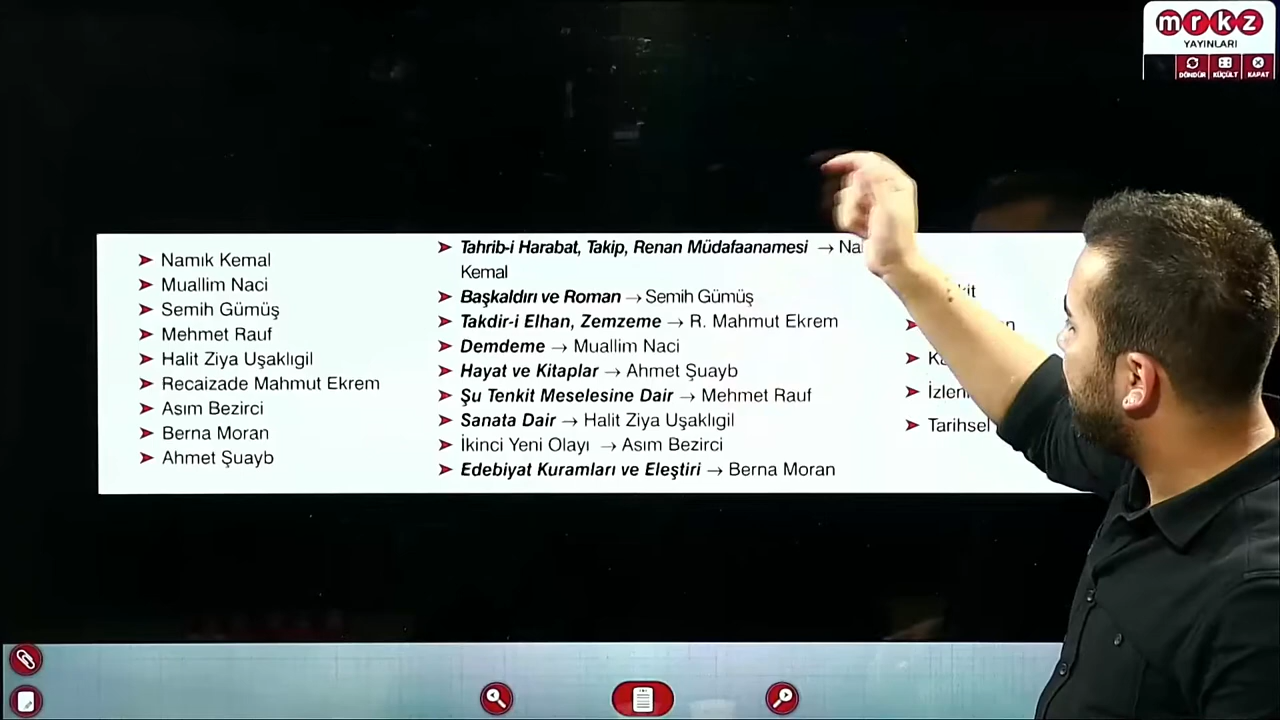 mrkz
YAYINLARI
DÖNDÜR KÜÇÜLT KAPAT
➤ Namık Kemal
➤ Muallim Naci
➤ Semih Gümüş
➤ Mehmet Rauf
➤ Halit Ziya Uşaklıgil
➤ Recaizade Mahmut Ekrem
➤ Asım Bezirci
➤ Berna Moran
➤ Ahmet Şuayb
➤ Tahrib-i Harabat, Takip, Renan Müdafaanamesi →
Kemal
➤ Başkaldırı ve Roman → Semih Gümüş
➤ Takdir-i Elhan, Zemzeme → R. Mahmut Ekrem
➤ Demdeme → Muallim Naci
➤ Hayat ve Kitaplar → Ahmet Şuayb
➤ Şu Tenkit Meselesine Dair → Mehmet Rauf
➤ Sanata Dair → Halit Ziya Uşaklıgil
➤ İkinci Yeni Olayı → Asım Bezirci
➤ Edebiyat Kuramları ve Eleştiri → Berna Moran
➤ Tarihsel